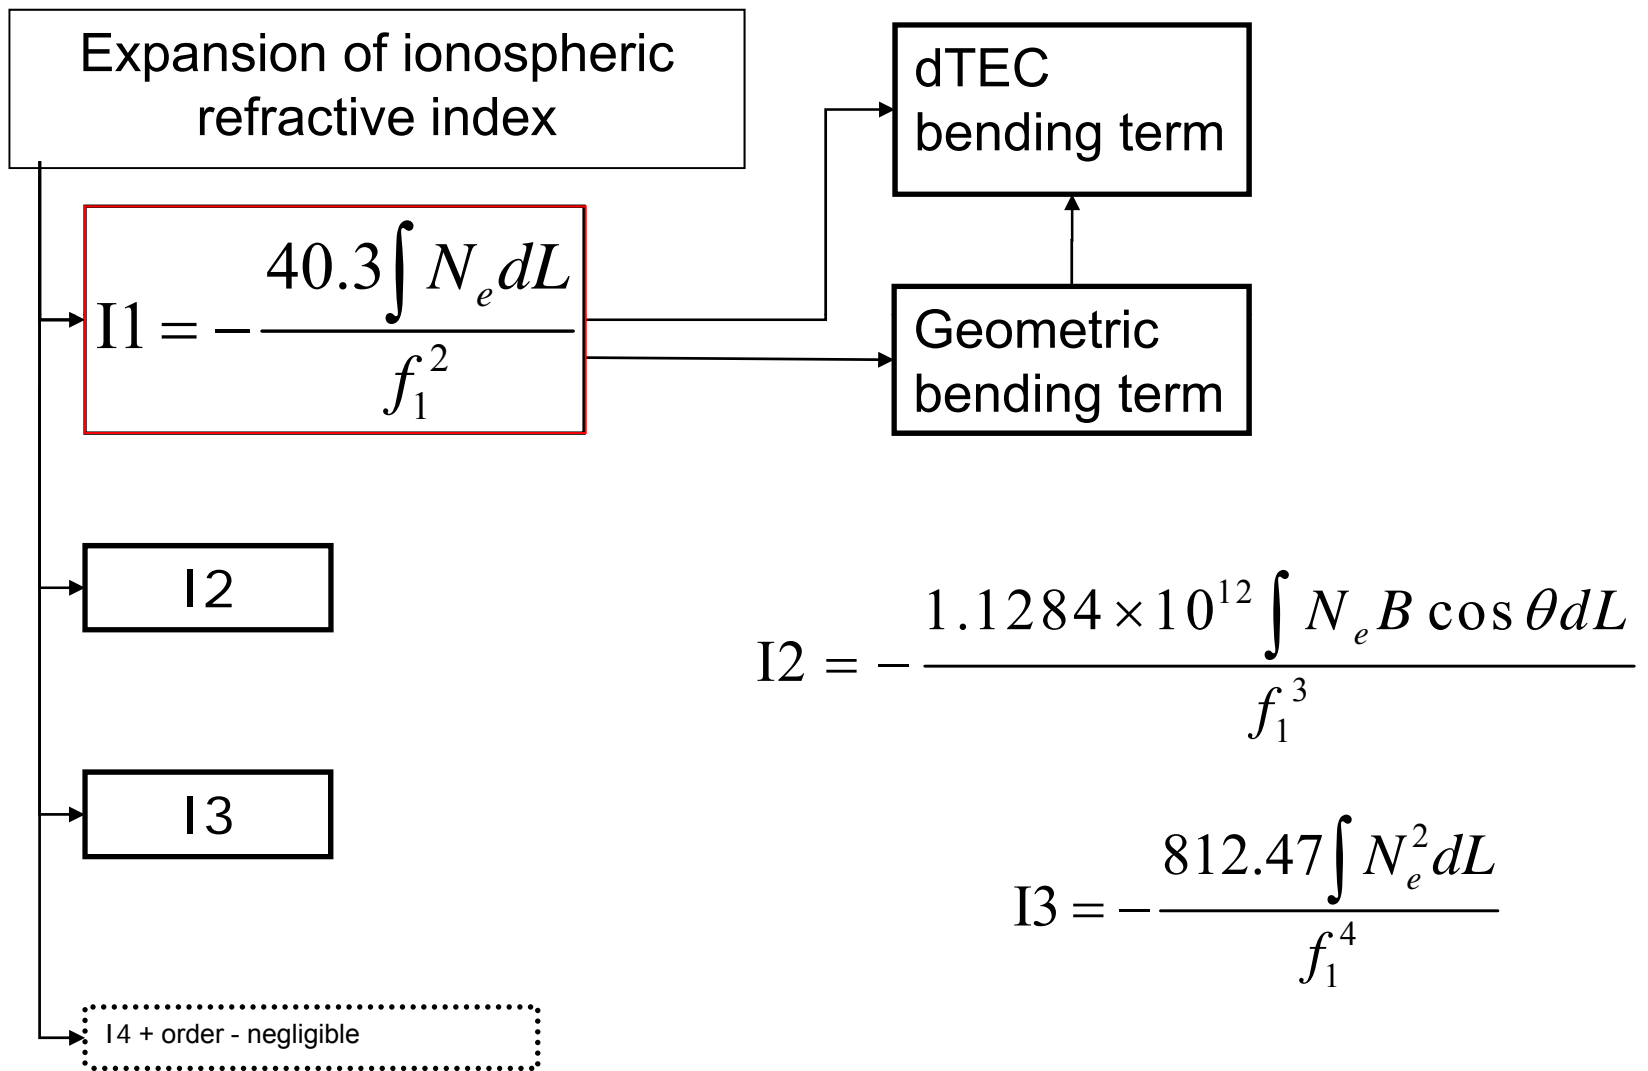 Expansion of ionospheric
refractive index
dTEC
bending term
I1 = − 40.3∫N_e dL / f_1^2
Geometric
bending term
I2
I2 = − 1.1284 × 10^12 ∫ N_e B cos θ dL / f_1^3
I3
I3 = − 812.47∫ N_e^2 dL / f_1^4
I4 + order - negligible